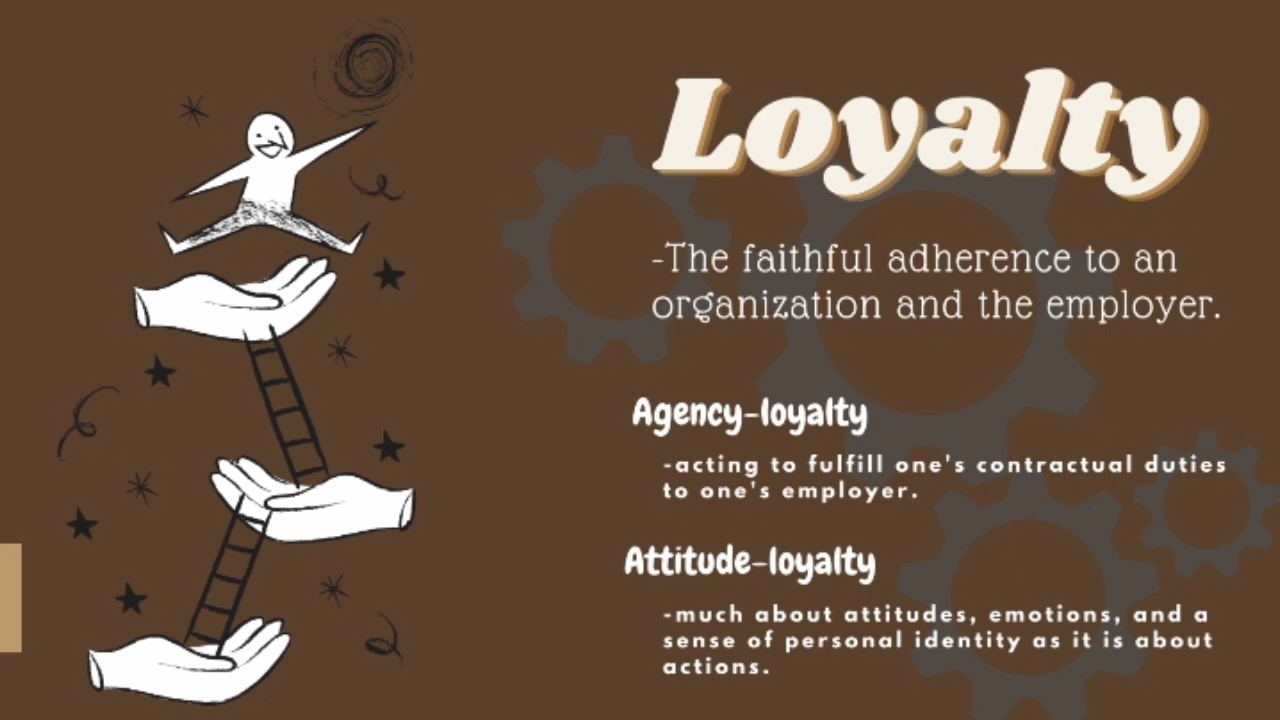 Loyalty
-The faithful adherence to an
organization and the employer.
Agency-loyalty
-acting to fulfill one's contractual duties
to one's employer.
Attitude-loyalty
-much about attitudes, emotions, and a
sense of personal identity as it is about
actions.